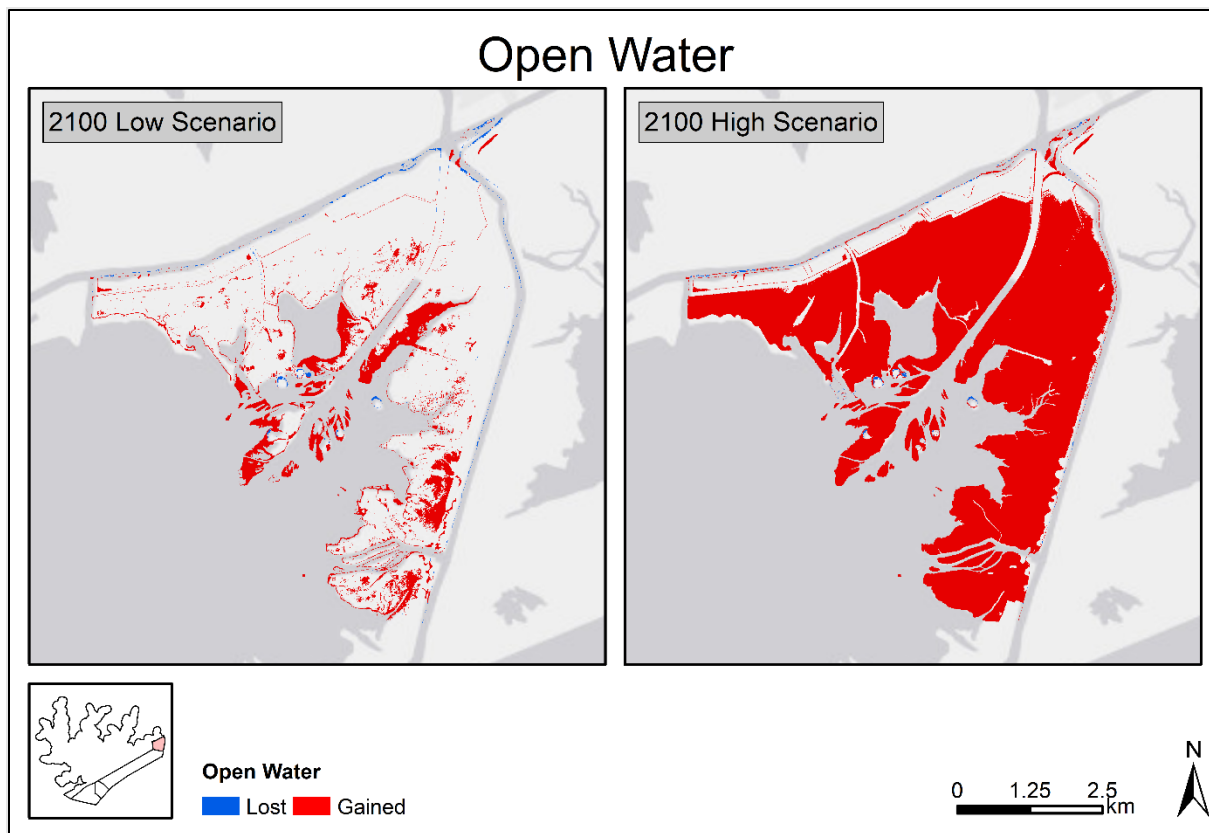 Open Water
2100 Low Scenario
2100 High Scenario
Open Water
Lost
Gained
0 1.25 2.5
km
N